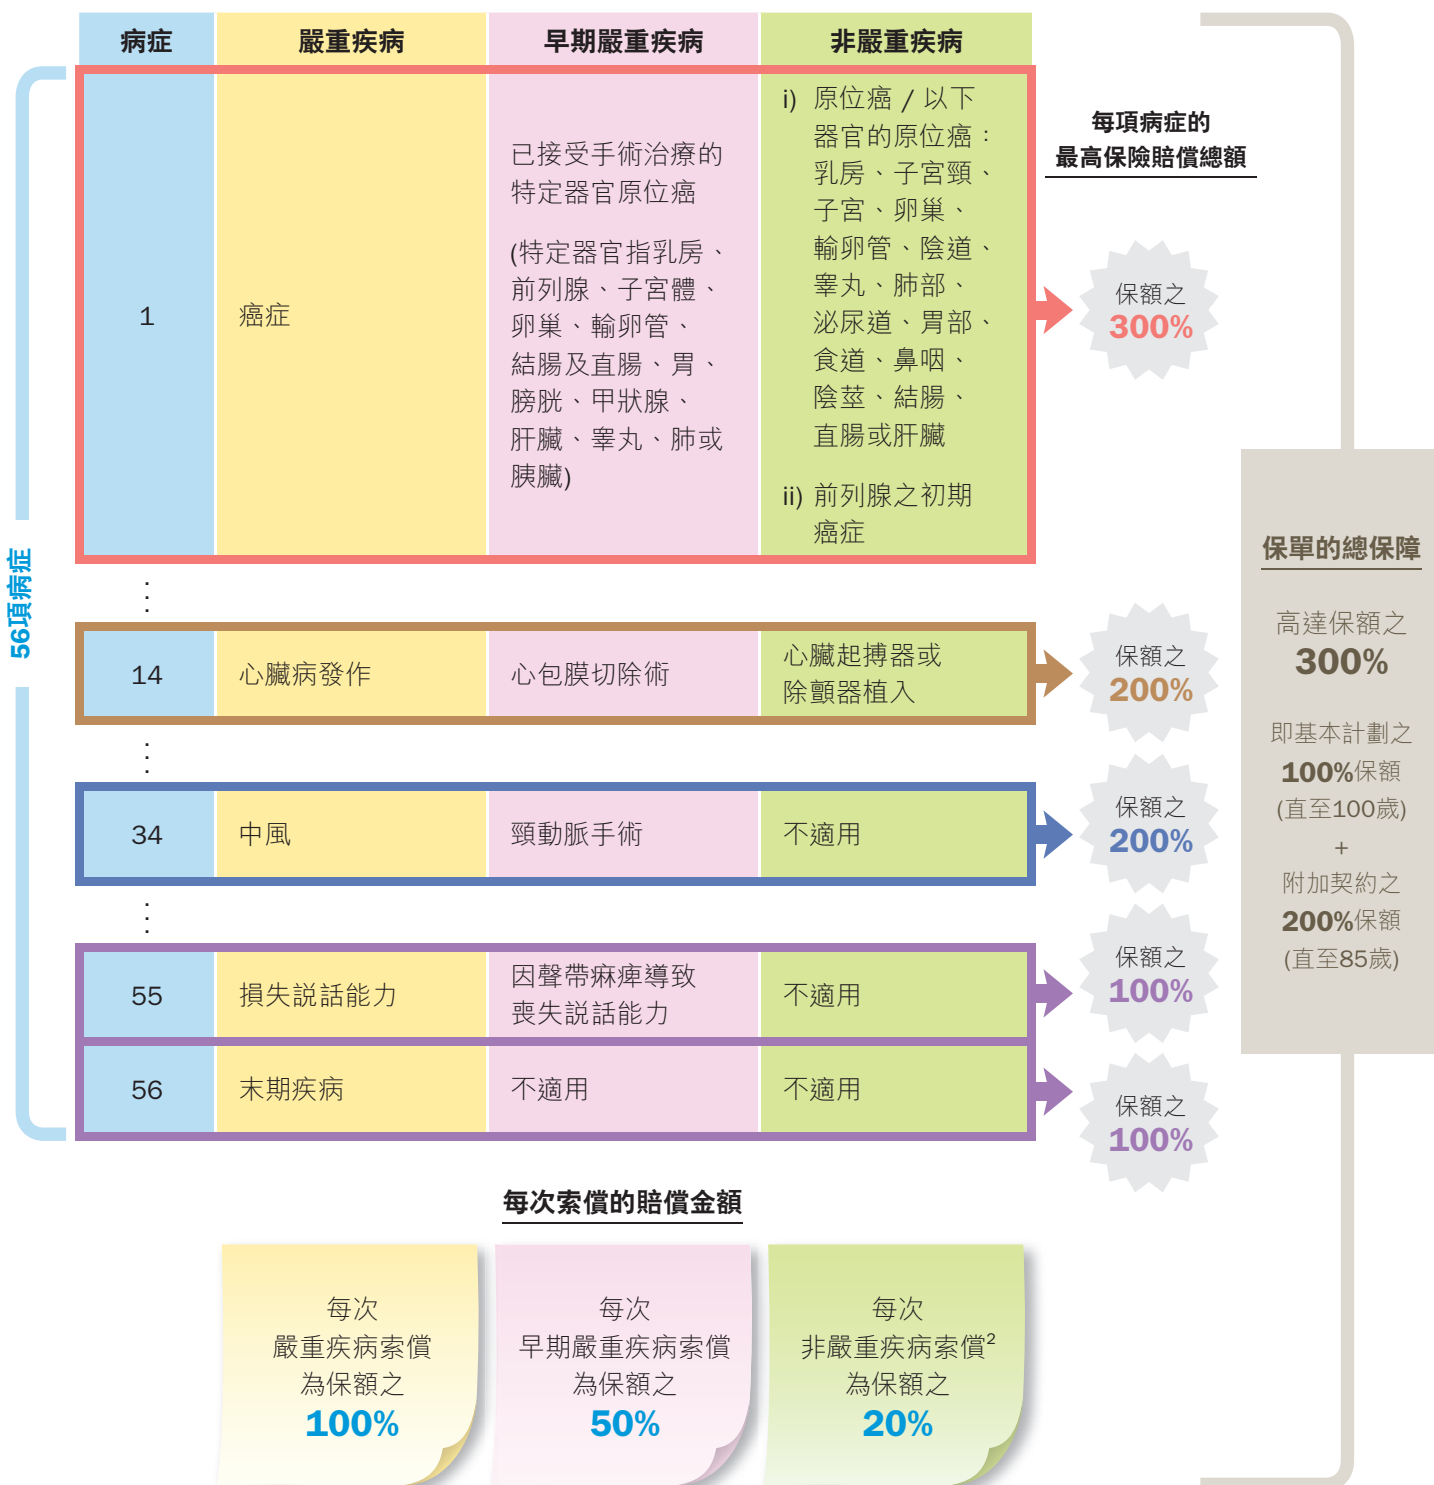 病症
嚴重疾病
早期嚴重疾病
非嚴重疾病
56項病症
1
癌症
已接受手術治療的
特定器官原位癌
(特定器官指乳房、
前列腺、子宮體、
卵巢、輸卵管、
結腸及直腸、胃、
膀胱、甲狀腺、
肝臟、睾丸、肺或
胰臟)
i) 原位癌 / 以下
器官的原位癌：
乳房、子宮頸、
子宮、卵巢、
輸卵管、陰道、
睾丸、肺部、
泌尿道、胃部、
食道、鼻咽、
陰莖、結腸、
直腸或肝臟
ii) 前列腺之初期
癌症
每項病症的
最高保險賠償總額
保額之
300%
14
心臟病發作
心包膜切除術
心臟起搏器或
除顫器植入
保額之
200%
34
中風
頸動脈手術
不適用
保額之
200%
55
損失説話能力
因聲帶麻痺導致
喪失説話能力
不適用
保額之
100%
56
末期疾病
不適用
不適用
保額之
100%
保單的總保障
高達保額之
300%
即基本計劃之
100%保額
(直至100歲)
+
附加契約之
200%保額
(直至85歲)
每次索償的賠償金額
每次
嚴重疾病索償
為保額之
100%
每次
早期嚴重疾病索償
為保額之
50%
每次
非嚴重疾病索償²
為保額之
20%